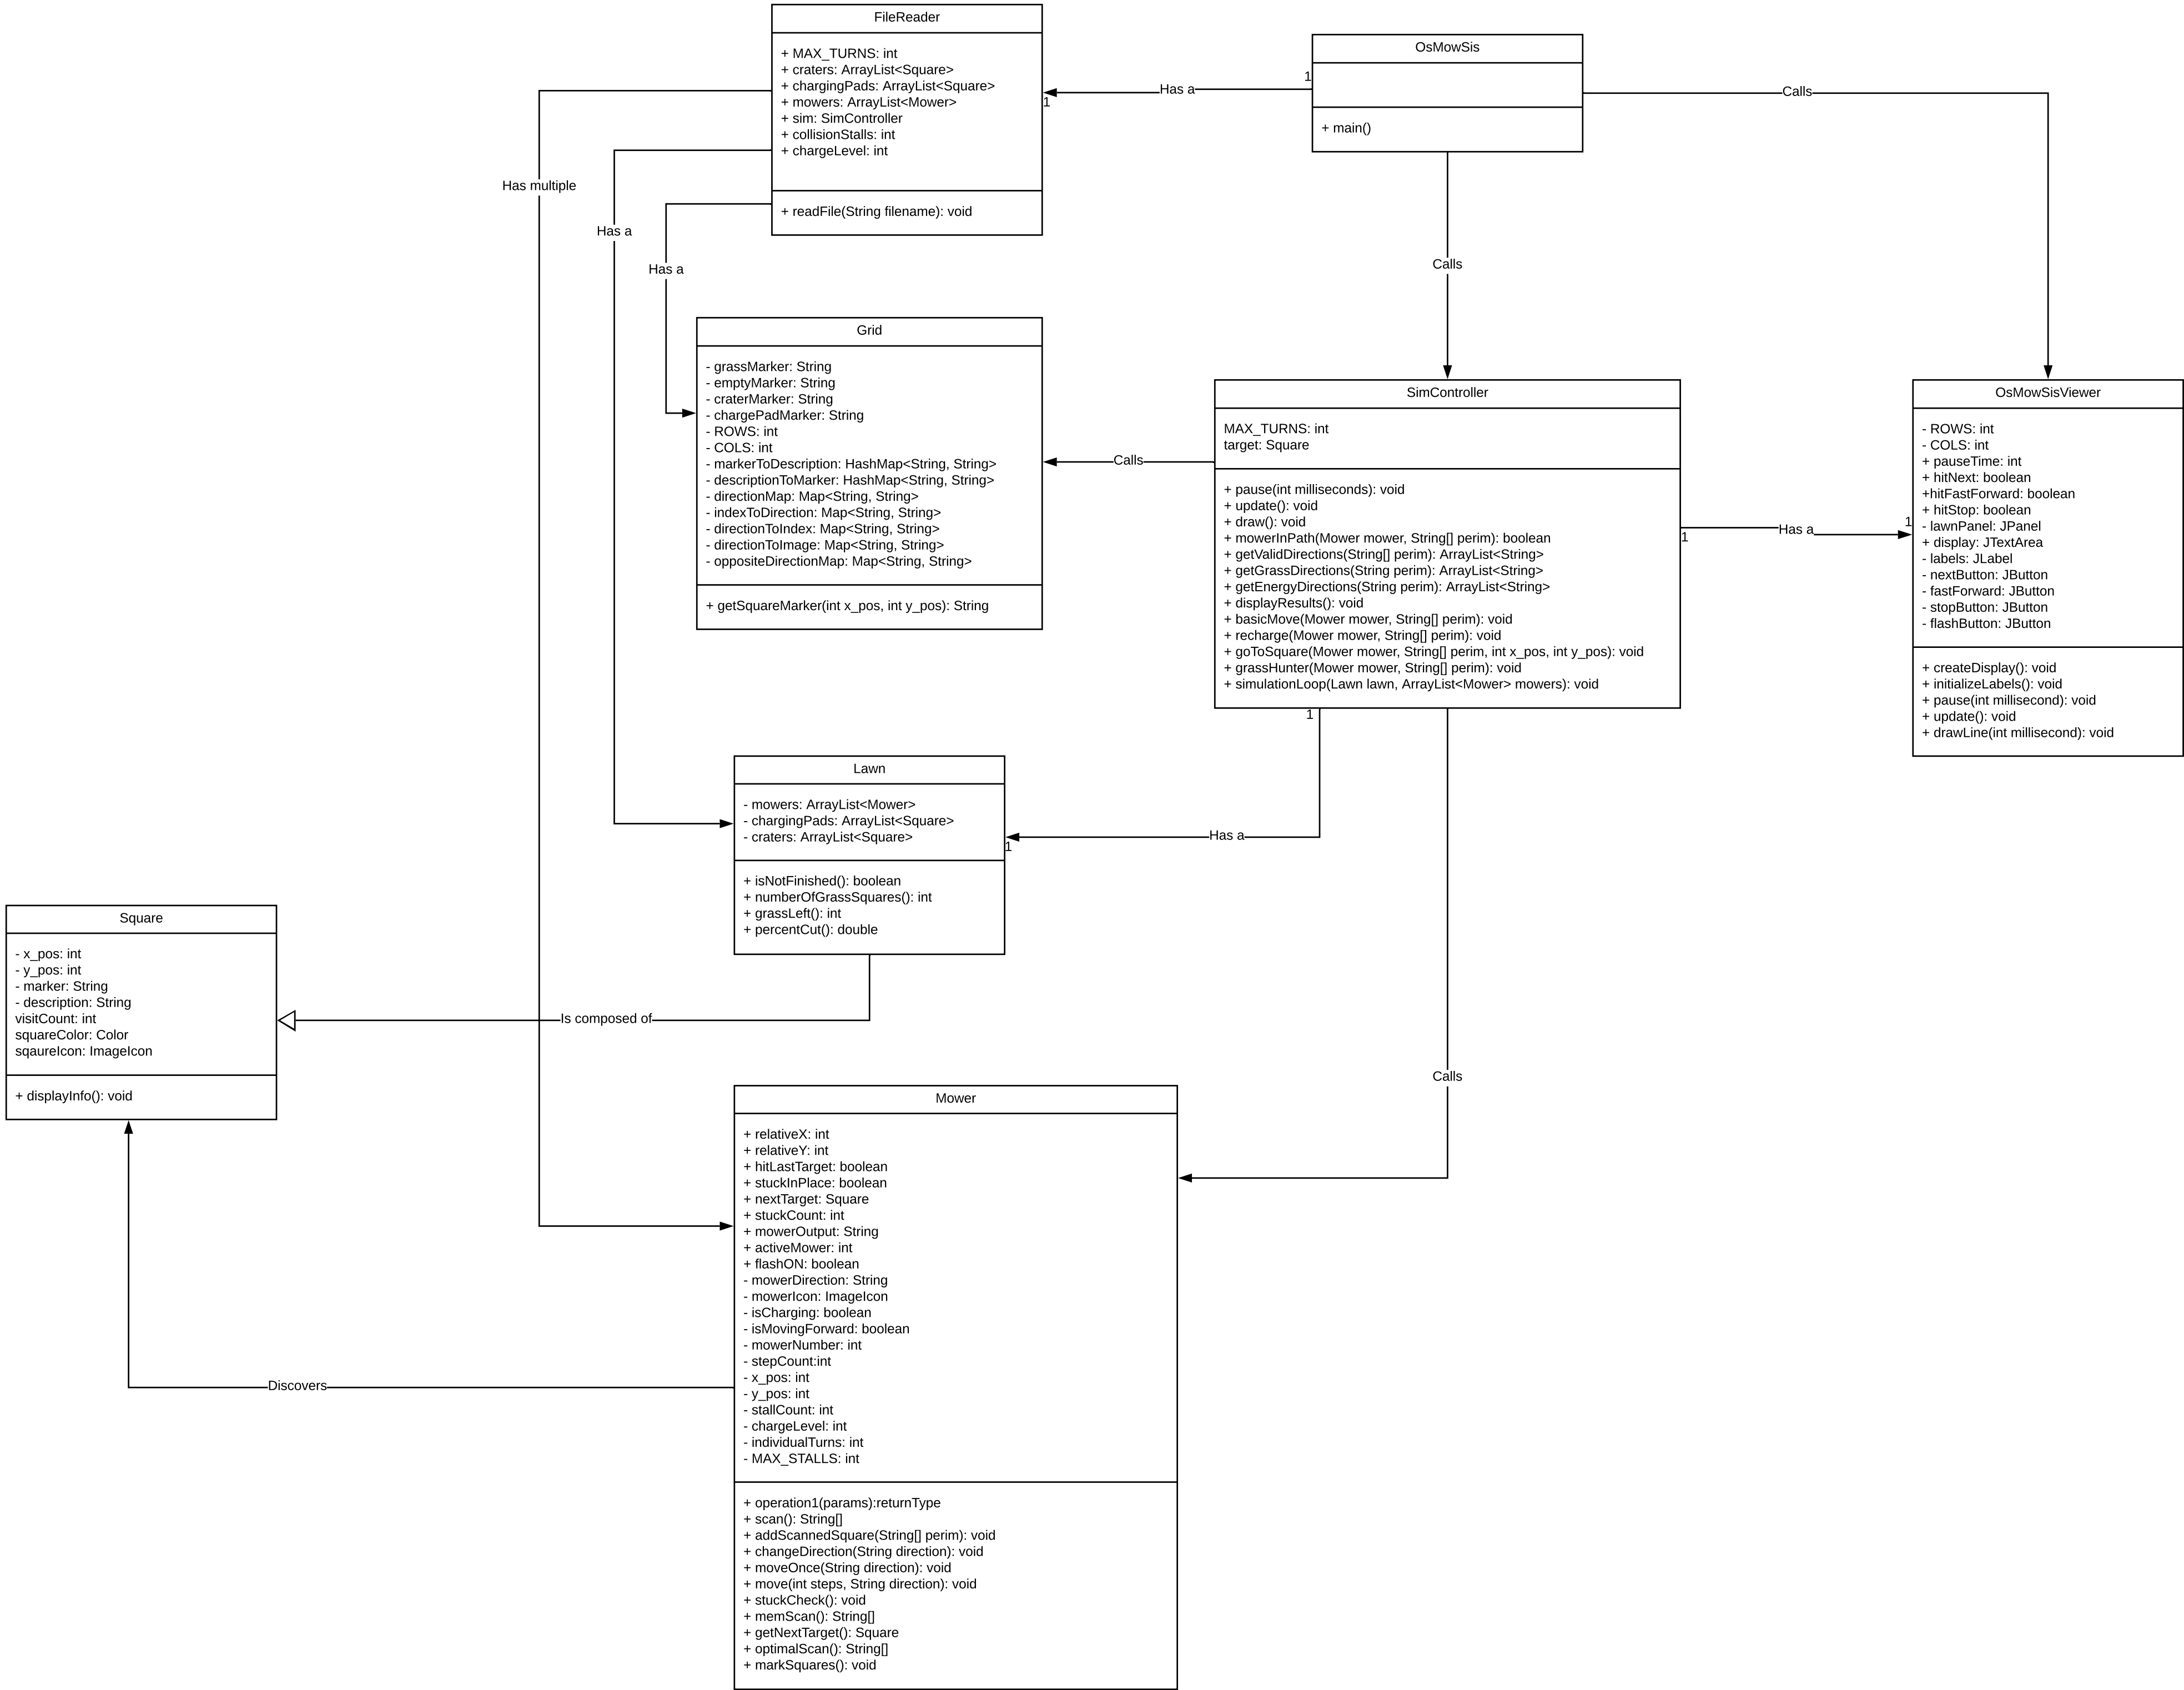 FileReader
+ MAX_TURNS: int
+ craters: ArrayList<Square>
+ chargingPads: ArrayList<Square>
+ mowers: ArrayList<Mower>
+ sim: SimController
+ collisionStalls: int
+ chargeLevel: int
+ readFile(String filename): void
OsMowSis
+ main()
1
Has a
1
Calls
Has multiple
Has a
Has a
Calls
Grid
- grassMarker: String
- emptyMarker: String
- craterMarker: String
- chargePadMarker: String
- ROWS: int
- COLS: int
- markerToDescription: HashMap<String, String>
- descriptionToMarker: HashMap<String, String>
- directionMap: Map<String, String>
- indexToDirection: Map<String, String>
- directionToIndex: Map<String, String>
- directionToImage: Map<String, String>
- oppositeDirectionMap: Map<String, String>
+ getSquareMarker(int x_pos, int y_pos): String
Calls
SimController
MAX_TURNS: int
target: Square
+ pause(int milliseconds): void
+ update(): void
+ draw(): void
+ mowerInPath(Mower mower, String[] perim): boolean
+ getValidDirections(String[] perim): ArrayList<String>
+ getGrassDirections(String perim): ArrayList<String>
+ getEnergyDirections(String perim): ArrayList<String>
+ displayResults(): void
+ basicMove(Mower mower, String[] perim): void
+ recharge(Mower mower, String[] perim): void
+ goToSquare(Mower mower, String[] perim, int x_pos, int y_pos): void
+ grassHunter(Mower mower, String[] perim): void
+ simulationLoop(Lawn lawn, ArrayList<Mower> mowers): void
1
Has a
1
OsMowSisViewer
- ROWS: int
- COLS: int
+ pauseTime: int
+ hitNext: boolean
+hitFastForward: boolean
+ hitStop: boolean
- lawnPanel: JPanel
+ display: JTextArea
- labels: JLabel
- nextButton: JButton
- fastForward: JButton
- stopButton: JButton
- flashButton: JButton
+ createDisplay(): void
+ initializeLabels(): void
+ pause(int millisecond): void
+ update(): void
+ drawLine(int millisecond): void
1
Has a
1
Lawn
- mowers: ArrayList<Mower>
- chargingPads: ArrayList<Square>
- craters: ArrayList<Square>
+ isNotFinished(): boolean
+ numberOfGrassSquares(): int
+ grassLeft(): int
+ percentCut(): double
Square
- x_pos: int
- y_pos: int
- marker: String
- description: String
visitCount: int
squareColor: Color
sqaureIcon: ImageIcon
+ displayInfo(): void
Is composed of
Calls
Mower
+ relativeX: int
+ relativeY: int
+ hitLastTarget: boolean
+ stuckInPlace: boolean
+ nextTarget: Square
+ stuckCount: int
+ mowerOutput: String
+ activeMower: int
+ flashON: boolean
- mowerDirection: String
- mowerIcon: ImageIcon
- isCharging: boolean
- isMovingForward: boolean
- mowerNumber: int
- stepCount:int
- x_pos: int
- y_pos: int
- stallCount: int
- chargeLevel: int
- individualTurns: int
- MAX_STALLS: int
+ operation1(params):returnType
+ scan(): String[]
+ addScannedSquare(String[] perim): void
+ changeDirection(String direction): void
+ moveOnce(String direction): void
+ move(int steps, String direction): void
+ stuckCheck(): void
+ memScan(): String[]
+ getNextTarget(): Square
+ optimalScan(): String[]
+ markSquares(): void
Discovers